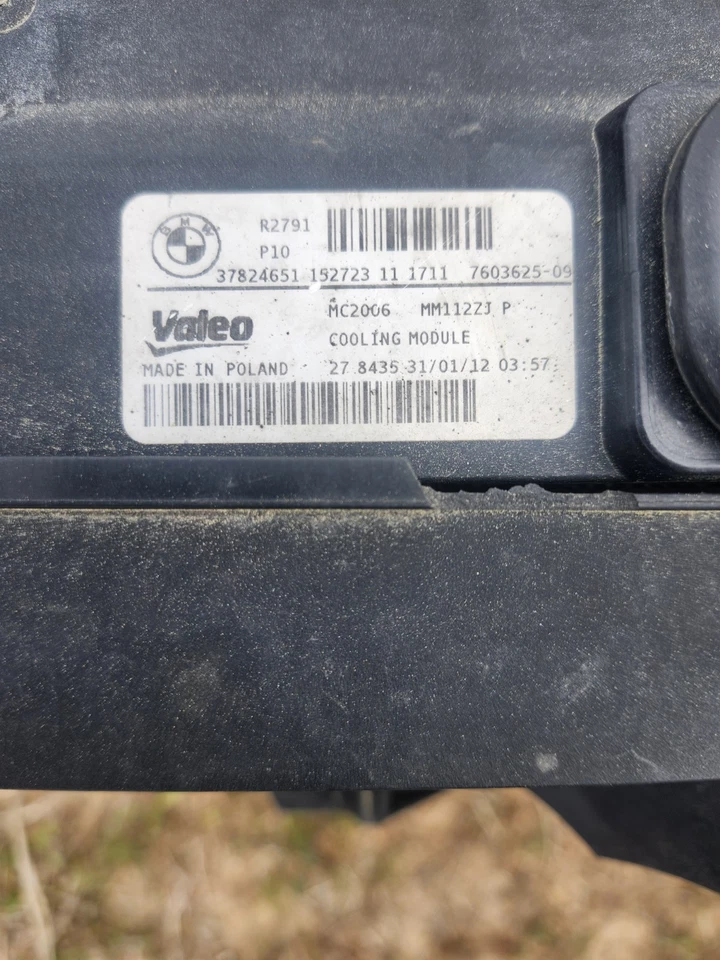 BMW
R2791
P10
37824651 152723 11 1711 7603625-09
Valeo
MC2006 MM112ZJ P
COOLING MODULE
MADE IN POLAND 27 8435 31/01/12 03:57